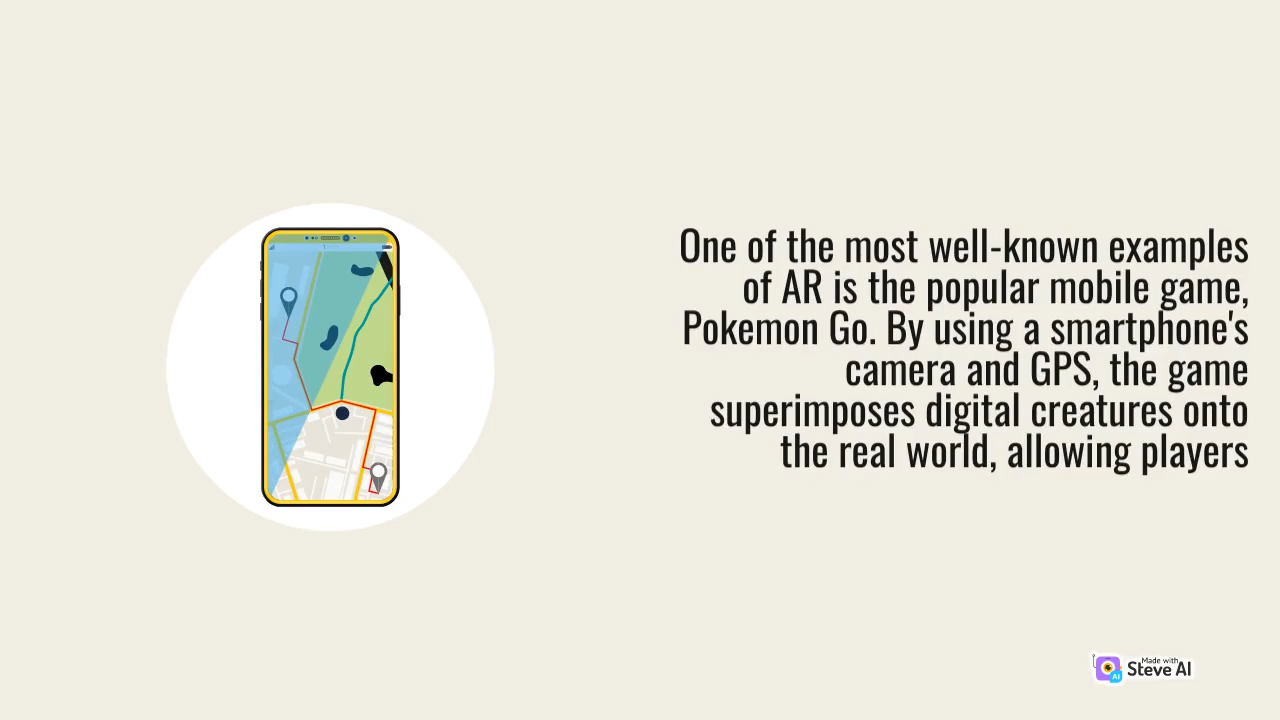 One of the most well-known examples
of AR is the popular mobile game,
Pokemon Go. By using a smartphone's
camera and GPS, the game
superimposes digital creatures onto
the real world, allowing players
Made with
Steve AI
AI